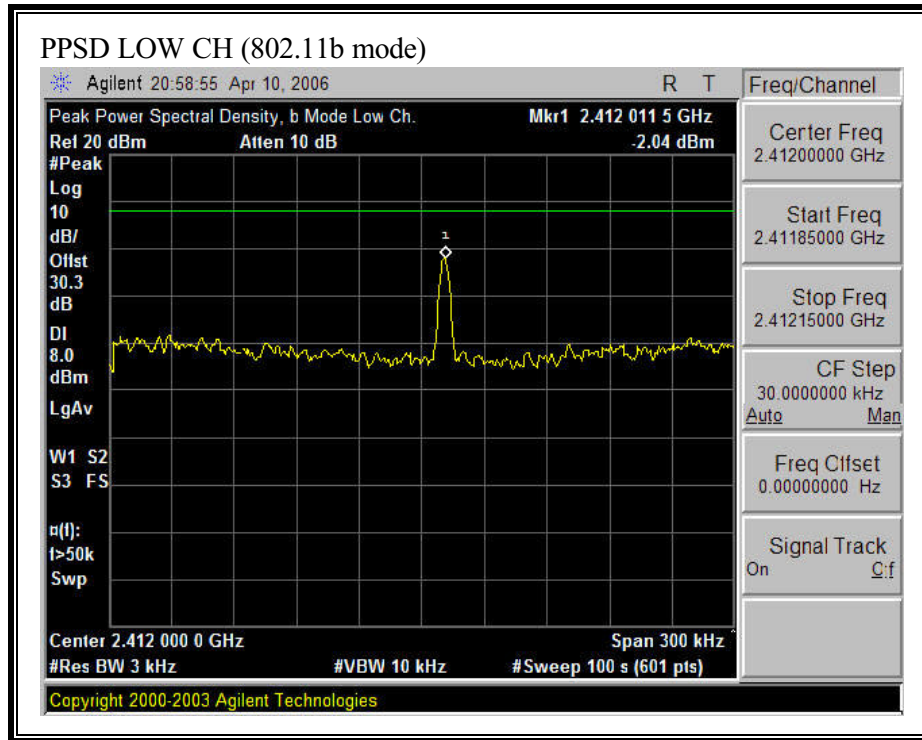 PPSD LOW CH (802.11b mode)
Agilent 20:58:55 Apr 10, 2006 R T
Peak Power Spectral Density, b Mode Low Ch. Mkr1 2.412 011 5 GHz
Ref 20 dBm Atten 10 dB -2.04 dBm
#Peak
Log
10
dB/
Offst
30.3
dB
DI
8.0
dBm
LgAv
W1 S2
S3 FS
¤(f):
f>50k
Swp
1
Center 2.412 000 0 GHz Span 300 kHz
#Res BW 3 kHz #VBW 10 kHz #Sweep 100 s (601 pts)
Copyright 2000-2003 Agilent Technologies
Freq/Channel
Center Freq
2.41200000 GHz
Start Freq
2.41185000 GHz
Stop Freq
2.41215000 GHz
CF Step
30.0000000 kHz
Auto Man
Freq Offset
0.00000000 Hz
Signal Track
On Off